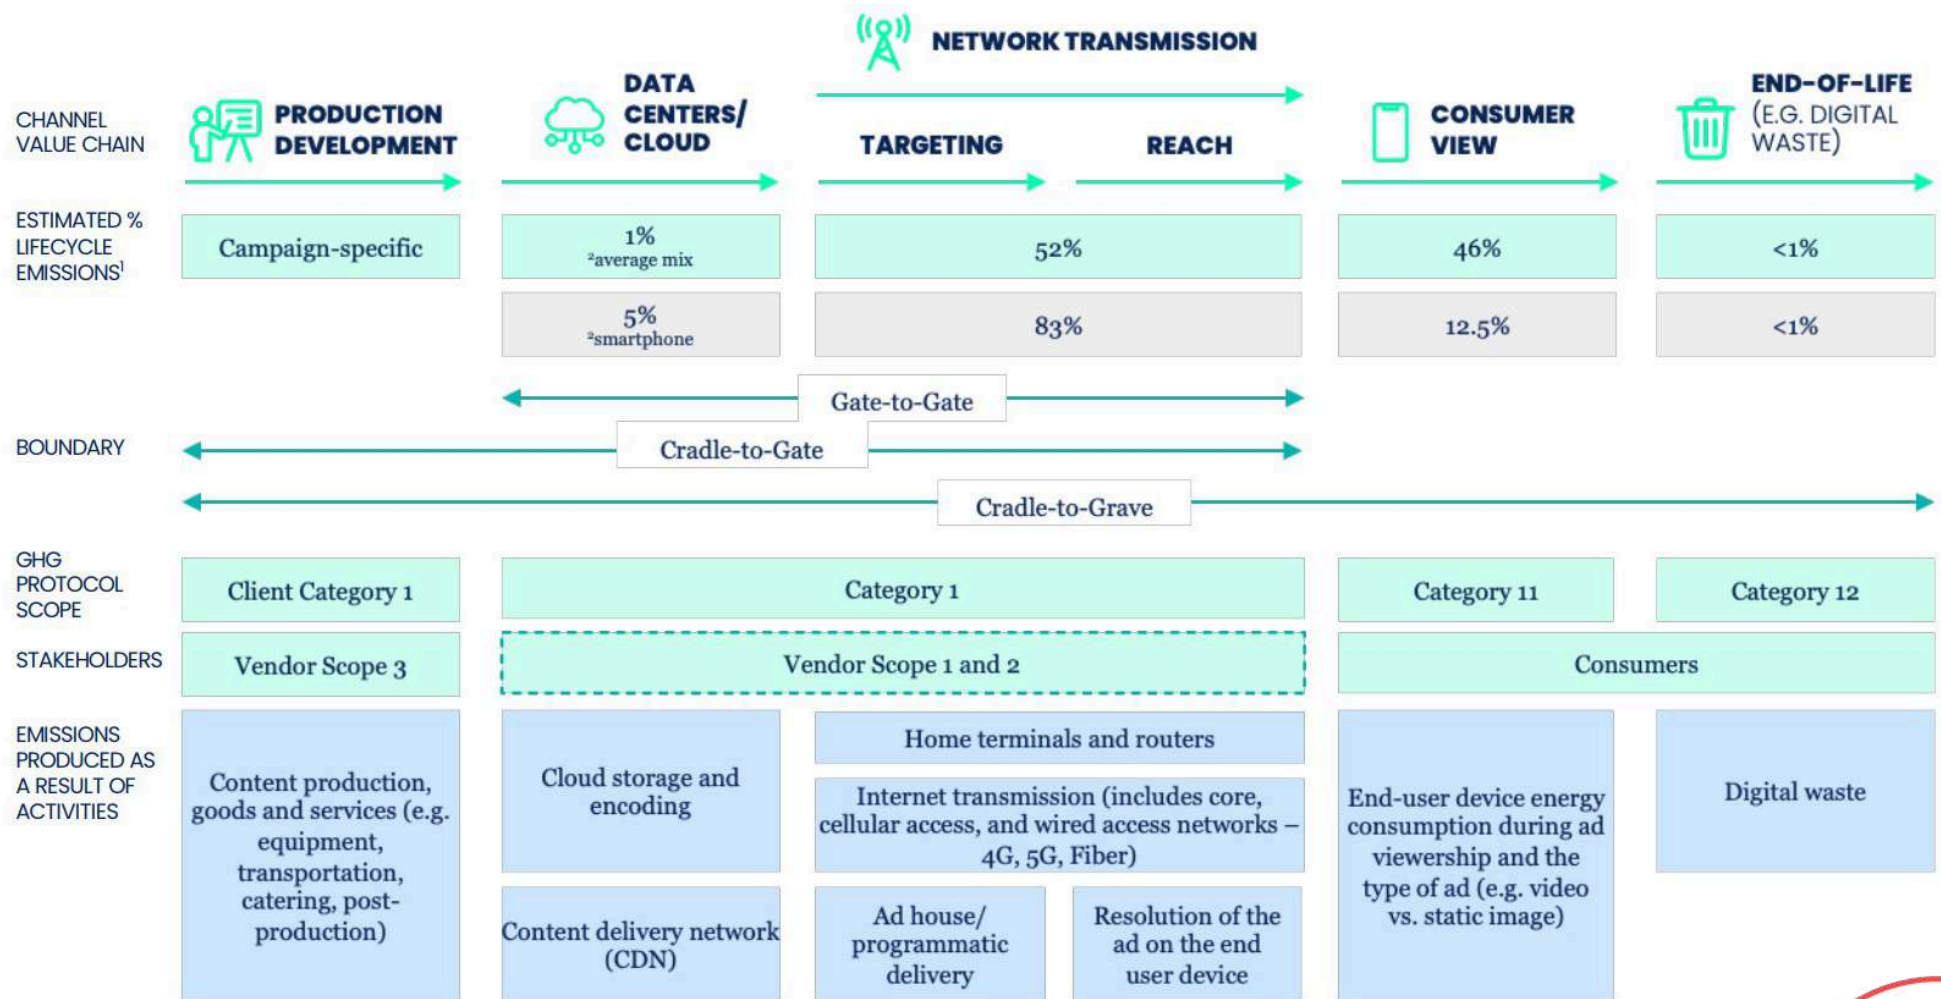 NETWORK TRANSMISSION
CHANNEL
VALUE CHAIN
PRODUCTION
DEVELOPMENT
DATA
CENTERS/
CLOUD
TARGETING
REACH
CONSUMER
VIEW
END-OF-LIFE
(E.G. DIGITAL
WASTE)
ESTIMATED %
LIFECYCLE
EMISSIONS¹
Campaign-specific
1%
²average mix
52%
46%
<1%
5%
²smartphone
83%
12.5%
<1%
BOUNDARY
Gate-to-Gate
Cradle-to-Gate
Cradle-to-Grave
GHG
PROTOCOL
SCOPE
Client Category 1
Category 1
Category 11
Category 12
STAKEHOLDERS
Vendor Scope 3
Vendor Scope 1 and 2
Consumers
EMISSIONS
PRODUCED AS
A RESULT OF
ACTIVITIES
Content production,
goods and services (e.g.
equipment,
transportation,
catering, post-
production)
Cloud storage and
encoding
Content delivery network
(CDN)
Home terminals and routers
Internet transmission (includes core,
cellular access, and wired access networks –
4G, 5G, Fiber)
Ad house/
programmatic
delivery
Resolution of the
ad on the end
user device
End-user device energy
consumption during ad
viewership and the
type of ad (e.g. video
vs. static image)
Digital waste